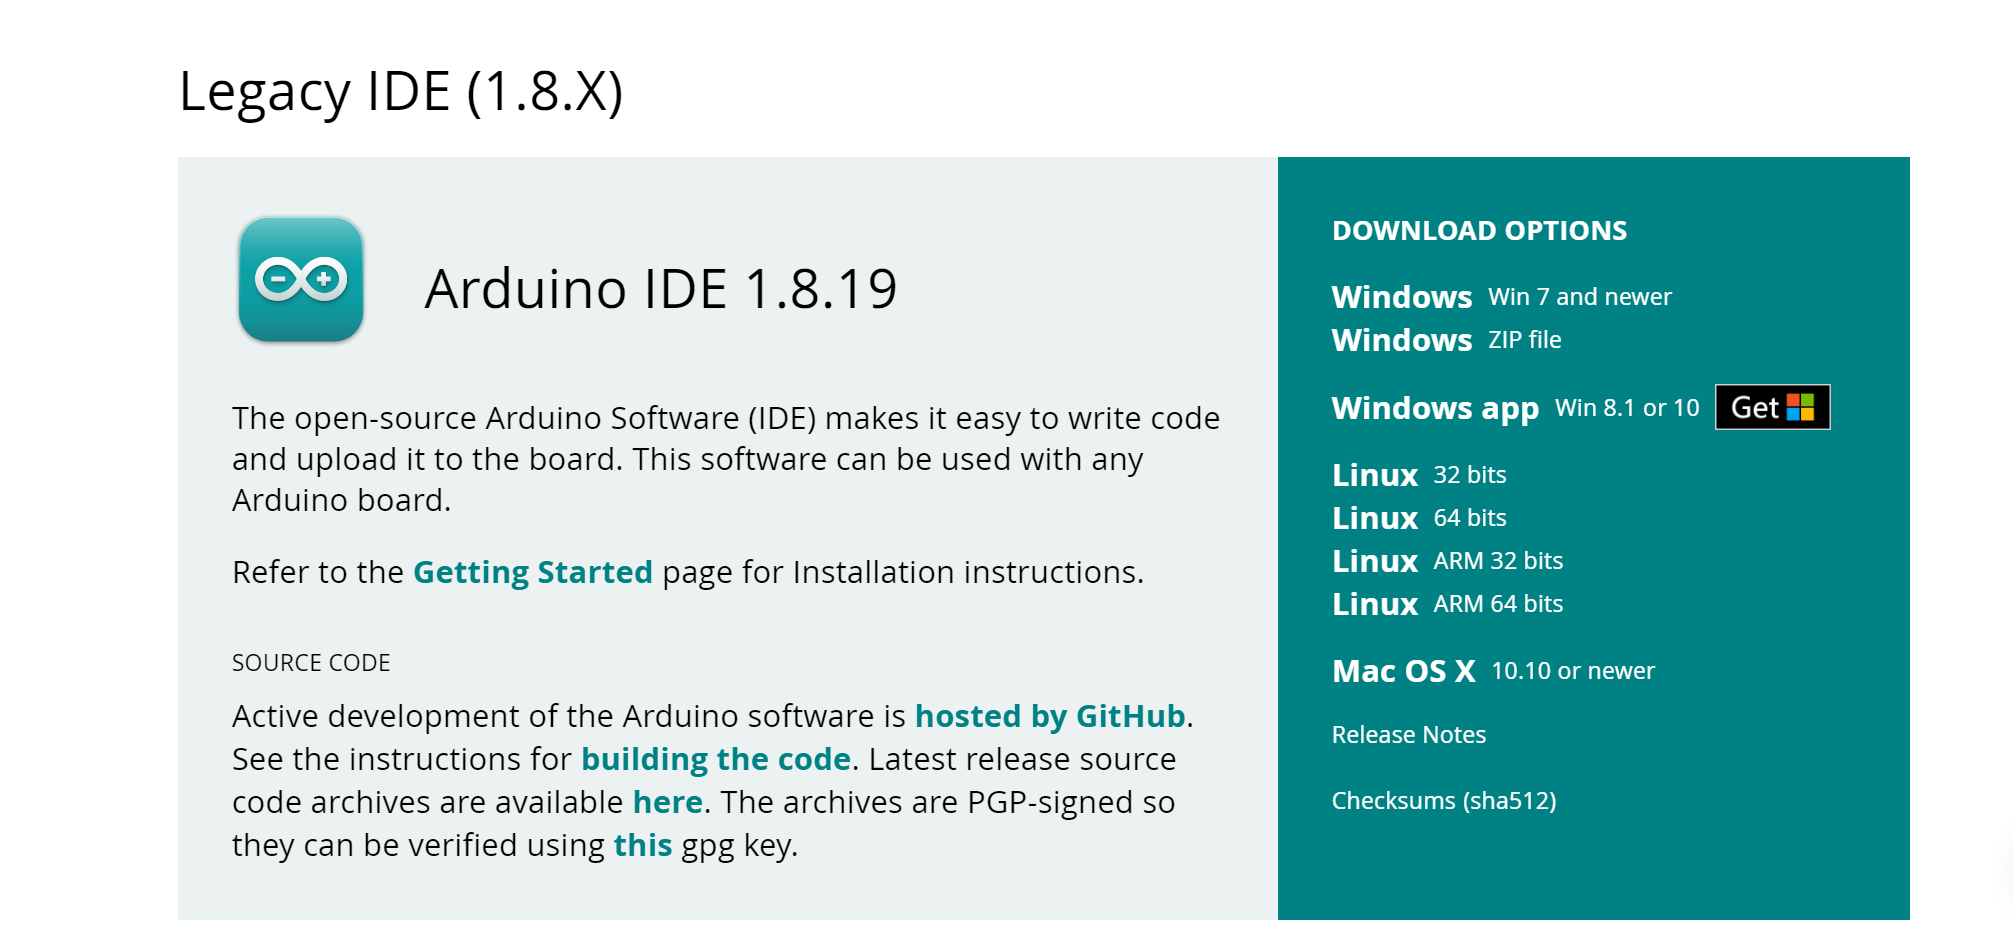 Legacy IDE (1.8.X)
Arduino IDE 1.8.19
The open-source Arduino Software (IDE) makes it easy to write code
and upload it to the board. This software can be used with any
Arduino board.
Refer to the Getting Started page for Installation instructions.
SOURCE CODE
Active development of the Arduino software is hosted by GitHub.
See the instructions for building the code. Latest release source
code archives are available here. The archives are PGP-signed so
they can be verified using this gpg key.
DOWNLOAD OPTIONS
Windows Win 7 and newer
Windows ZIP file
Windows app Win 8.1 or 10 Get
Linux 32 bits
Linux 64 bits
Linux ARM 32 bits
Linux ARM 64 bits
Mac OS X 10.10 or newer
Release Notes
Checksums (sha512)